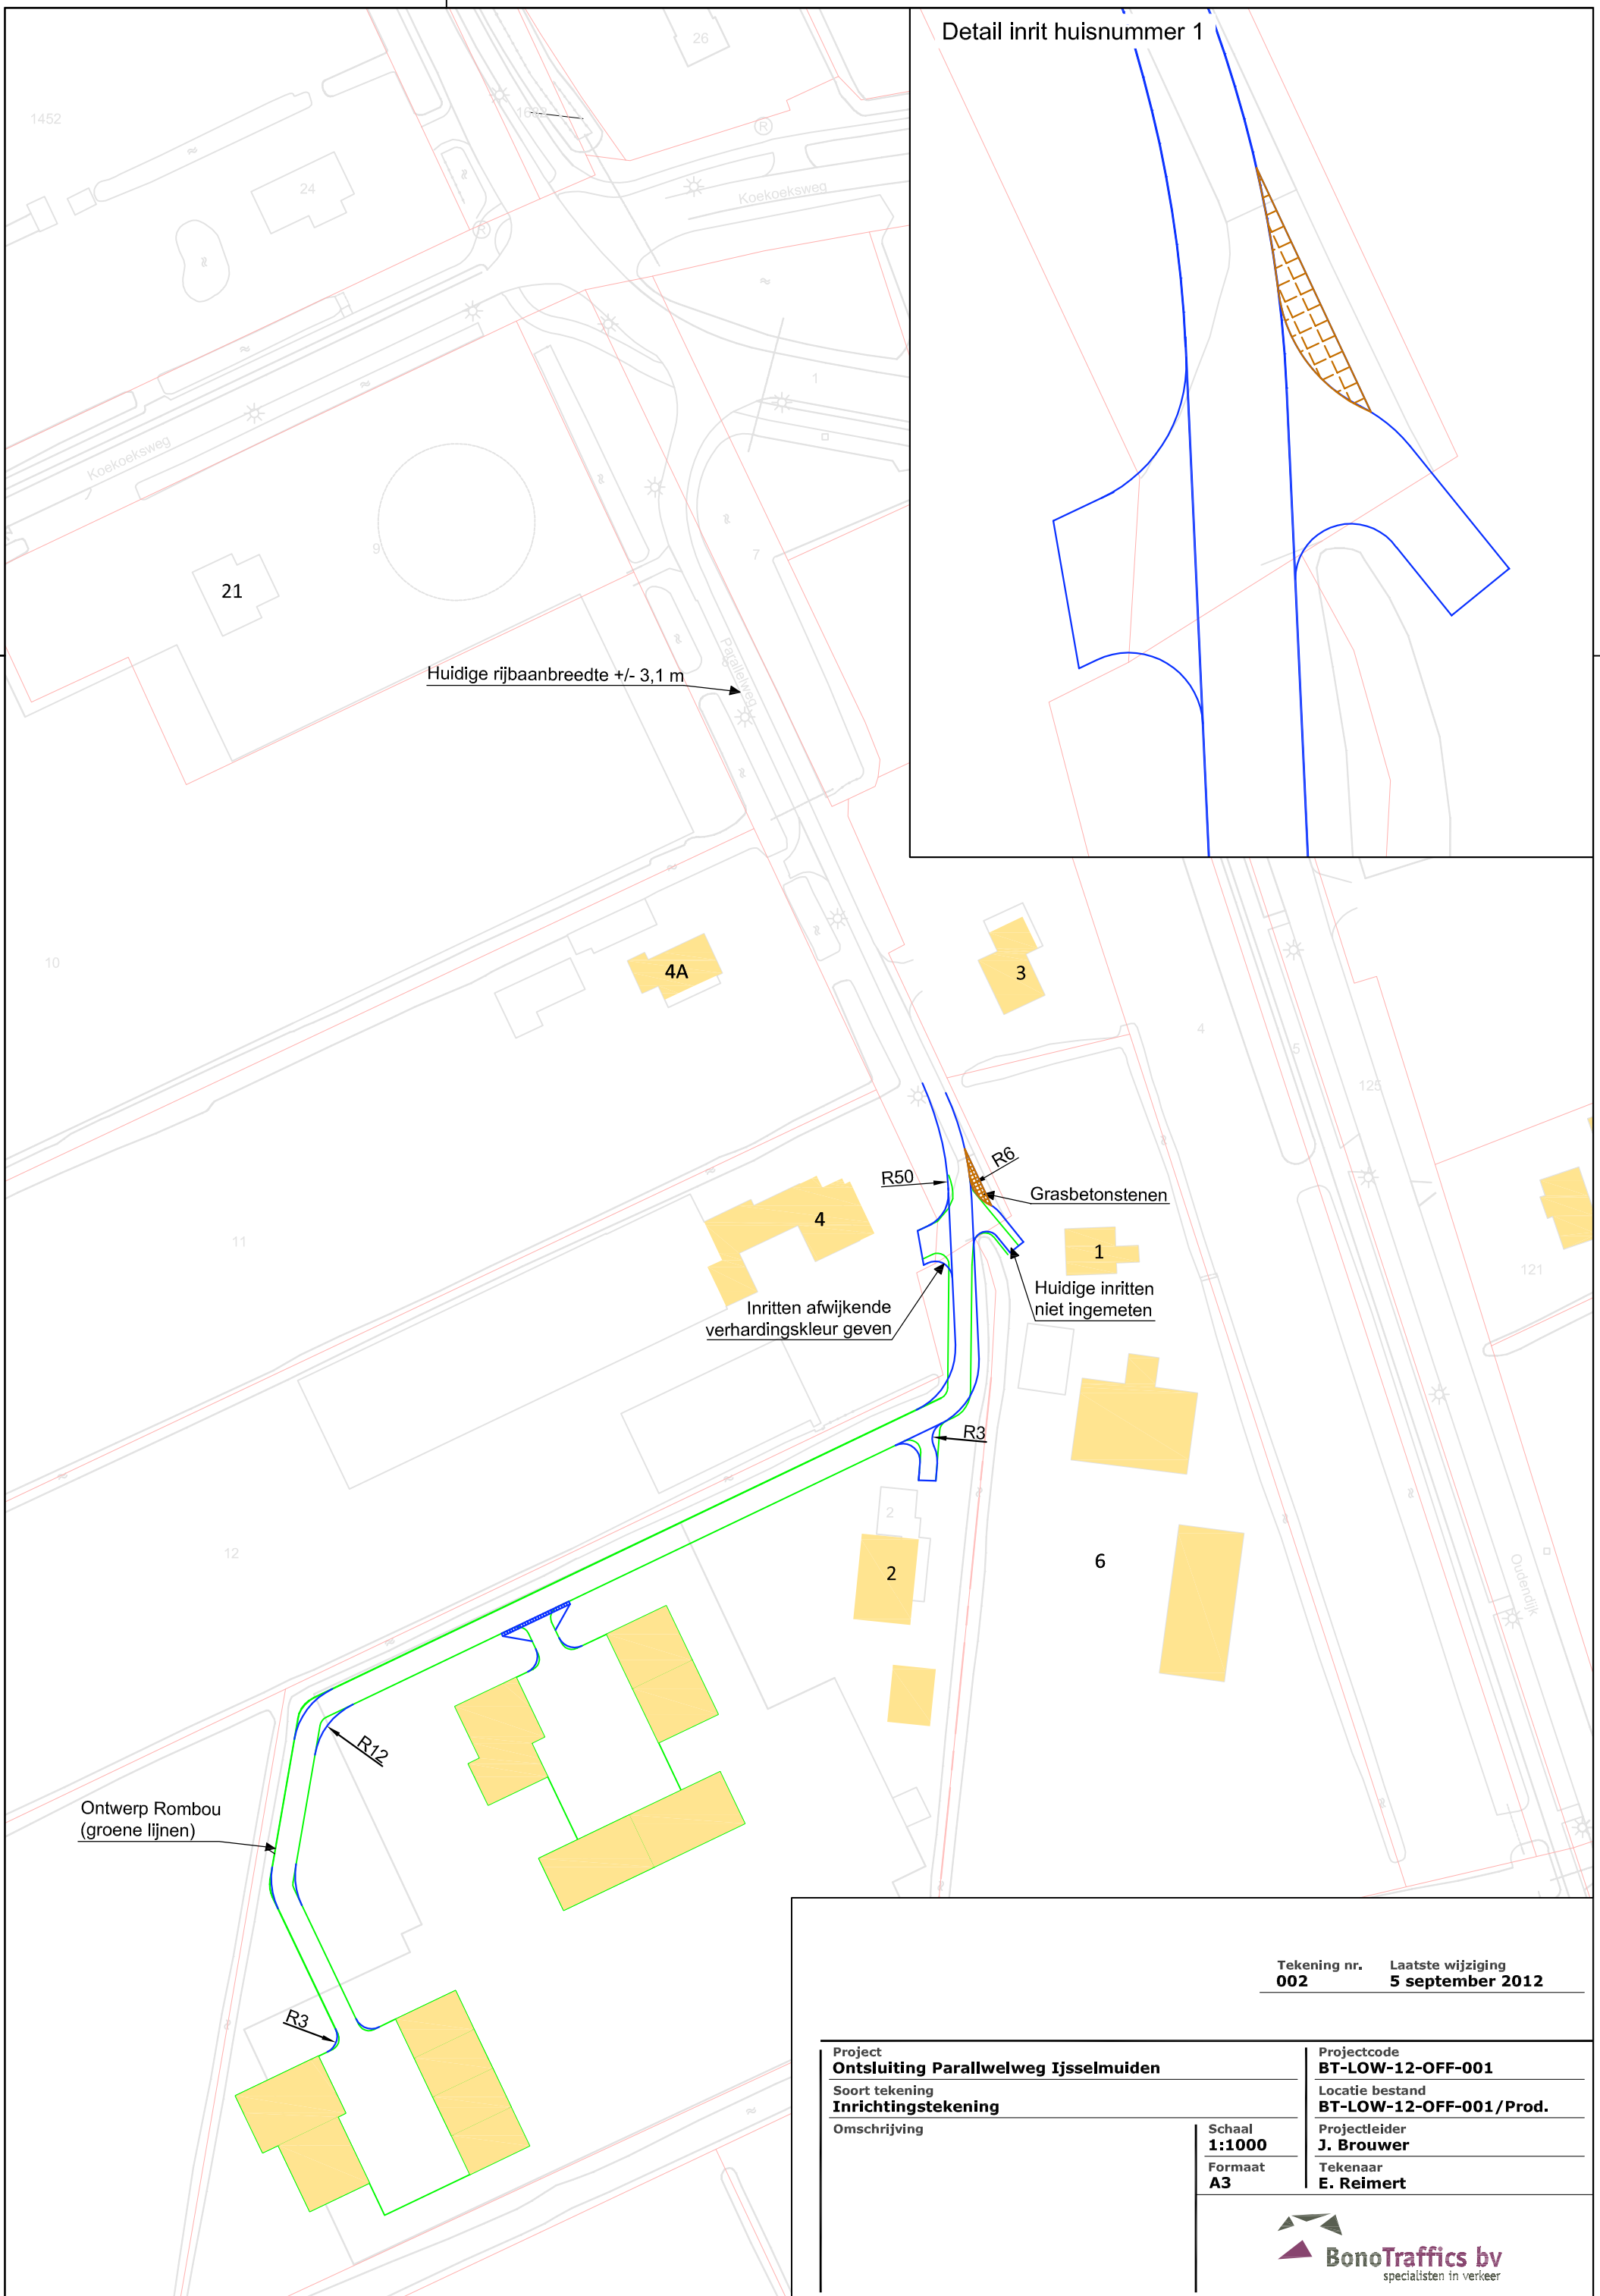 Detail inrit huisnummer 1
26
1452
24
R
Koekoeksweg
R
1
Koekoeksweg
9
7
21
Parallelweg
Huidige rijbaanbreedte +/- 3,1 m
10
4A
3
4
5
125
R6
R50
Grasbetonstenen
4
11
1
121
Huidige inritten
niet ingemeten
Inritten afwijkende
verhardingskleur geven
R3
2
12
2
6
Oudendijk
R12
Ontwerp Rombou
(groene lijnen)
R3
Tekening nr.
002
Laatste wijziging
5 september 2012
Project
Ontsluiting Parallwelweg Ijsselmuiden
Projectcode
BT-LOW-12-OFF-001
Soort tekening
Inrichtingstekening
Locatie bestand
BT-LOW-12-OFF-001/Prod.
Omschrijving
Schaal
1:1000
Projectleider
J. Brouwer
Formaat
A3
Tekenaar
E. Reimert
BonoTraffics bv
specialisten in verkeer